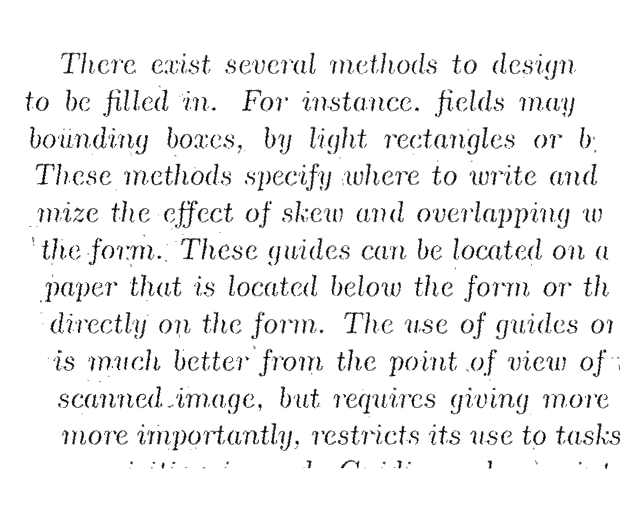 There exist several methods to design
to be filled in. For instance, fields may
bounding boxes, by light rectangles or
These methods specify where to write and
mize the effect of skew and overlapping
the form. These guides can be located on a
paper that is located below the form or
directly on the form. The use of guides
is much better from the point of view of
scanned image, but requires giving more
more importantly, restricts its use to tasks